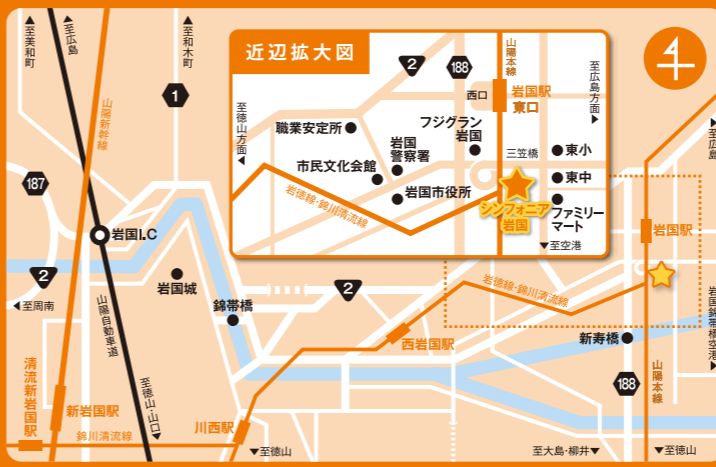 ▲至美和町
▲至広島
▲至和木町
山陽新幹線
1
187
岩国I.C
2
◀至周南
岩国城
錦帯橋
山陽自動車道
至徳山・山口▶
清流新岩国駅
新岩国駅
錦川清流線
川西駅
▼至徳山
西岩国駅
2
岩徳線・錦川清流線
近辺拡大図
2
188
山陽本線
岩国駅
東口
西口
至広島方面▶
至徳山方面◀
職業安定所
フジグラン
岩国
岩国
警察署
市民文化会館
岩国市役所
三笠橋
東小
東中
ファミリー
マート
シンフォニア
岩国
岩徳線・錦川清流線
▼至空港
▲至広島
岩国駅
新寿橋
岩国錦帯橋空港▶
188
山陽本線
至大島・柳井▼
▼至徳山